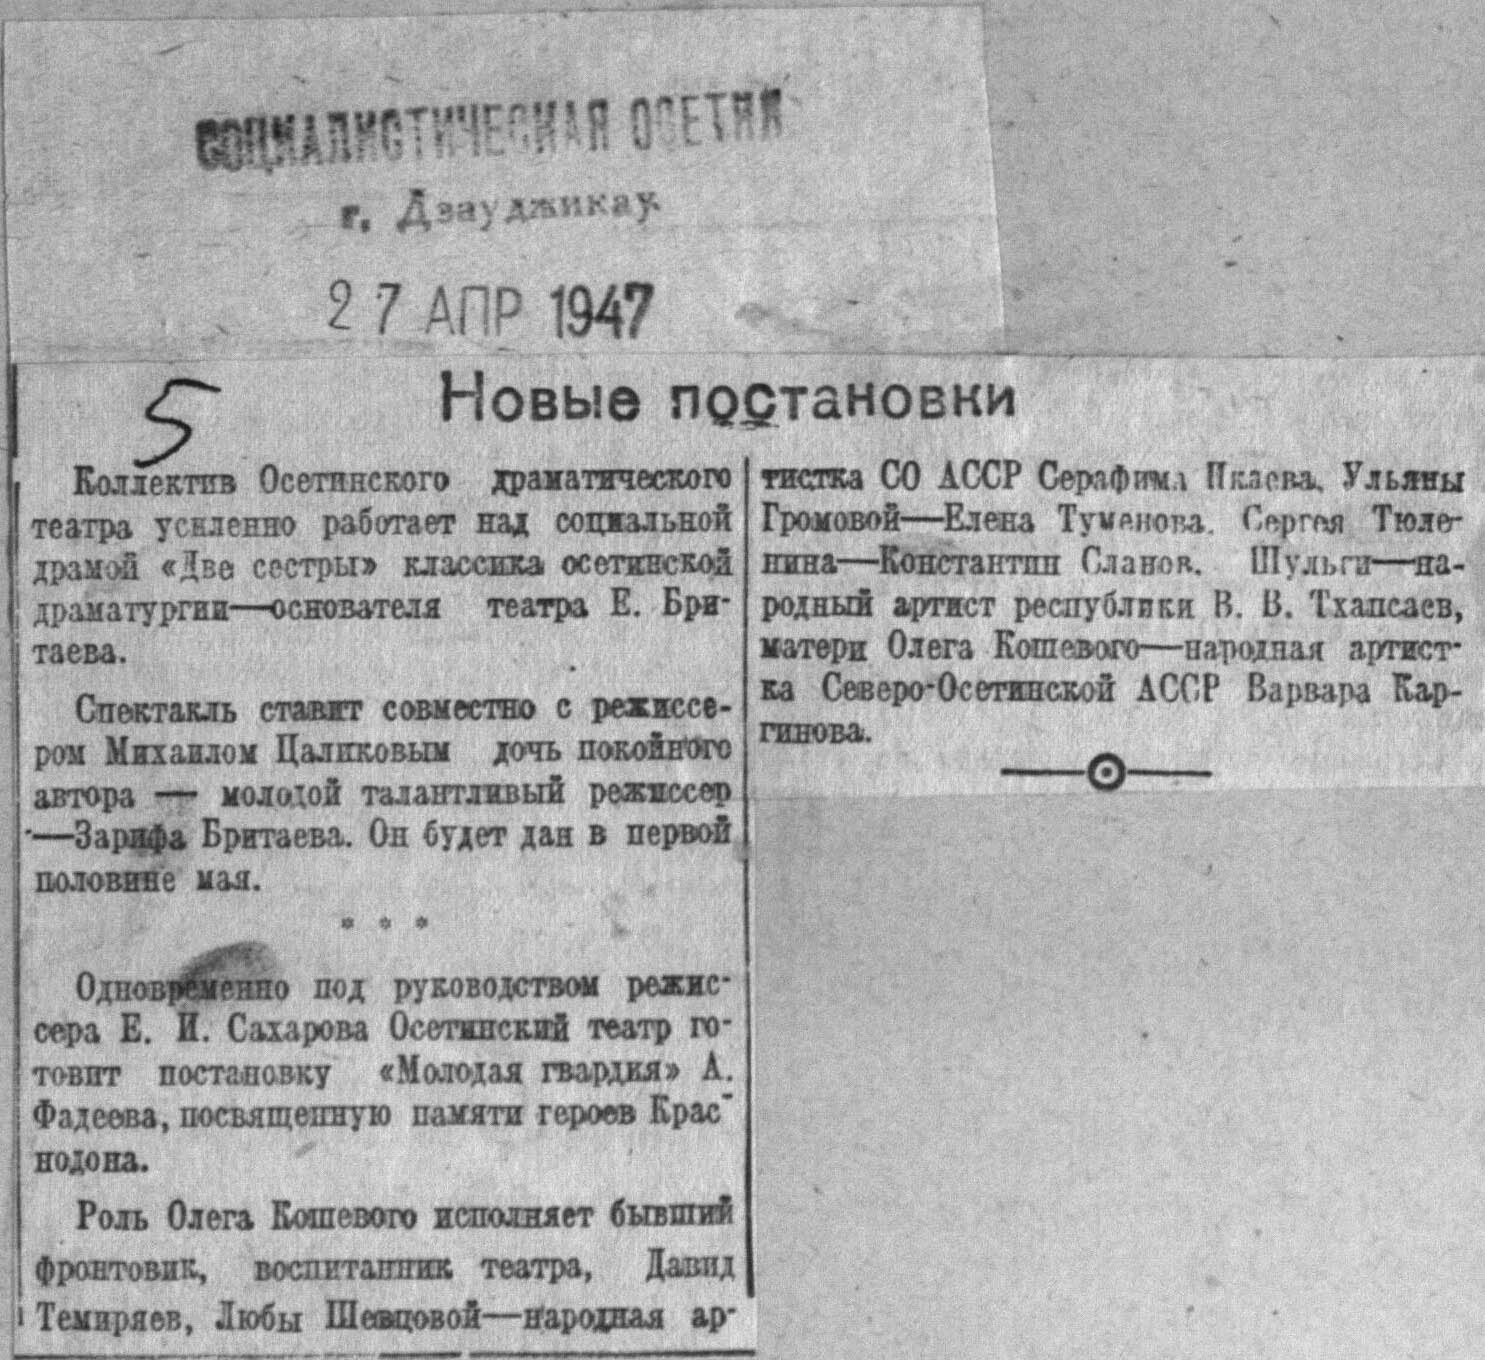 СОЦИАЛИСТИЧЕСКАЯ ОСЕТИЯ
г. Дзауджикау
27 АПР 1947
5
Новые постановки
Коллектив Осетинского драматического
театра усиленно работает над социальной
драмой «Две сестры» классика осетинской
драматургии—основателя театра Е. Бри-
таева.
Спектакль ставит совместно с режиссе-
ром Михаилом Цаликовым дочь покойного
автора — молодой талантливый режиссер
—Зарифа Бритаева. Он будет дан в первой
половине мая.
* * *
Одновременно под руководством режис-
сера Е. И. Сахарова Осетинский театр го-
товит постановку «Молодая гвардия» А.
Фадеева, посвященную памяти героев Крас-
нодона.
Роль Олега Кошевого исполняет бывший
фронтовик, воспитанник театра, Давид
Темиряев, Любы Шевцовой—народная ар-
тистка СО АССР Серафима Икаева, Ульяны
Громовой—Елена Туменова. Сергея Тюле-
нина—Константин Сланов. Шульги—на-
родный артист республики В. В. Тхапсаев,
матери Олега Кошевого—народная артист-
ка Северо-Осетинской АССР Варвара Кар-
гинова.